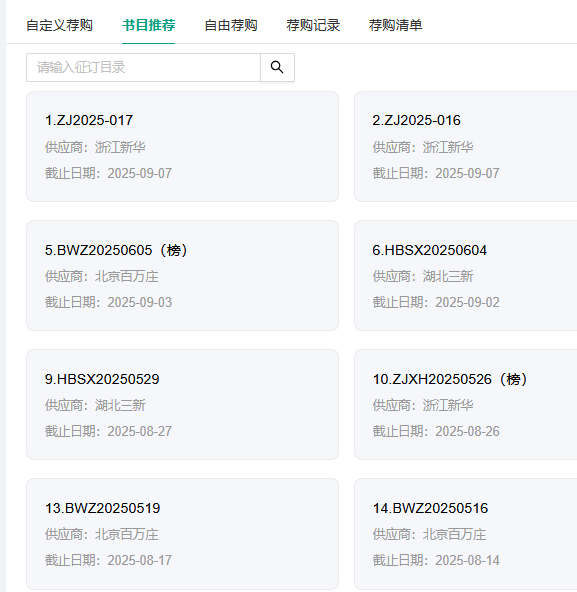 自定义荐购 书目推荐 自由荐购 荐购记录 荐购清单
请输入征订目录
1.ZJ2025-017
供应商：浙江新华
截止日期：2025-09-07
2.ZJ2025-016
供应商：浙江新华
截止日期：2025-09-07
5.BWZ20250605（榜）
供应商：北京百万庄
截止日期：2025-09-03
6.HBSX20250604
供应商：湖北三新
截止日期：2025-09-02
9.HBSX20250529
供应商：湖北三新
截止日期：2025-08-27
10.ZJXH20250526（榜）
供应商：浙江新华
截止日期：2025-08-26
13.BWZ20250519
供应商：北京百万庄
截止日期：2025-08-17
14.BWZ20250516
供应商：北京百万庄
截止日期：2025-08-14